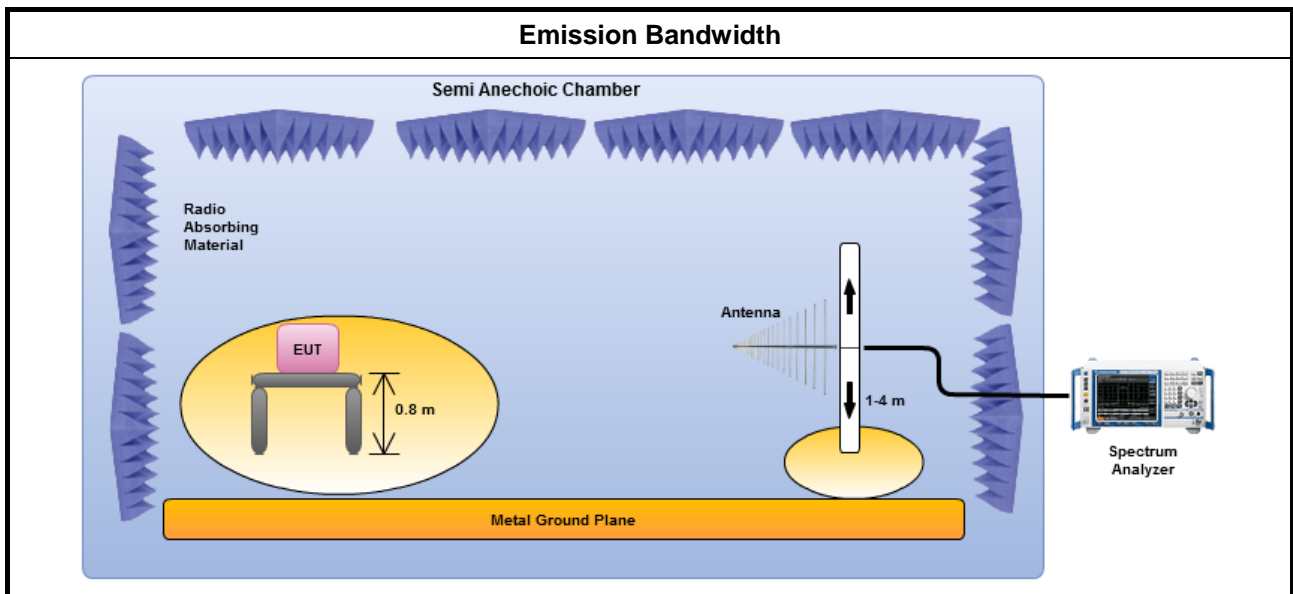 Emission Bandwidth
Semi Anechoic Chamber
Radio
Absorbing
Material
Antenna
EUT
0.8 m
1-4 m
Spectrum
Analyzer
Metal Ground Plane